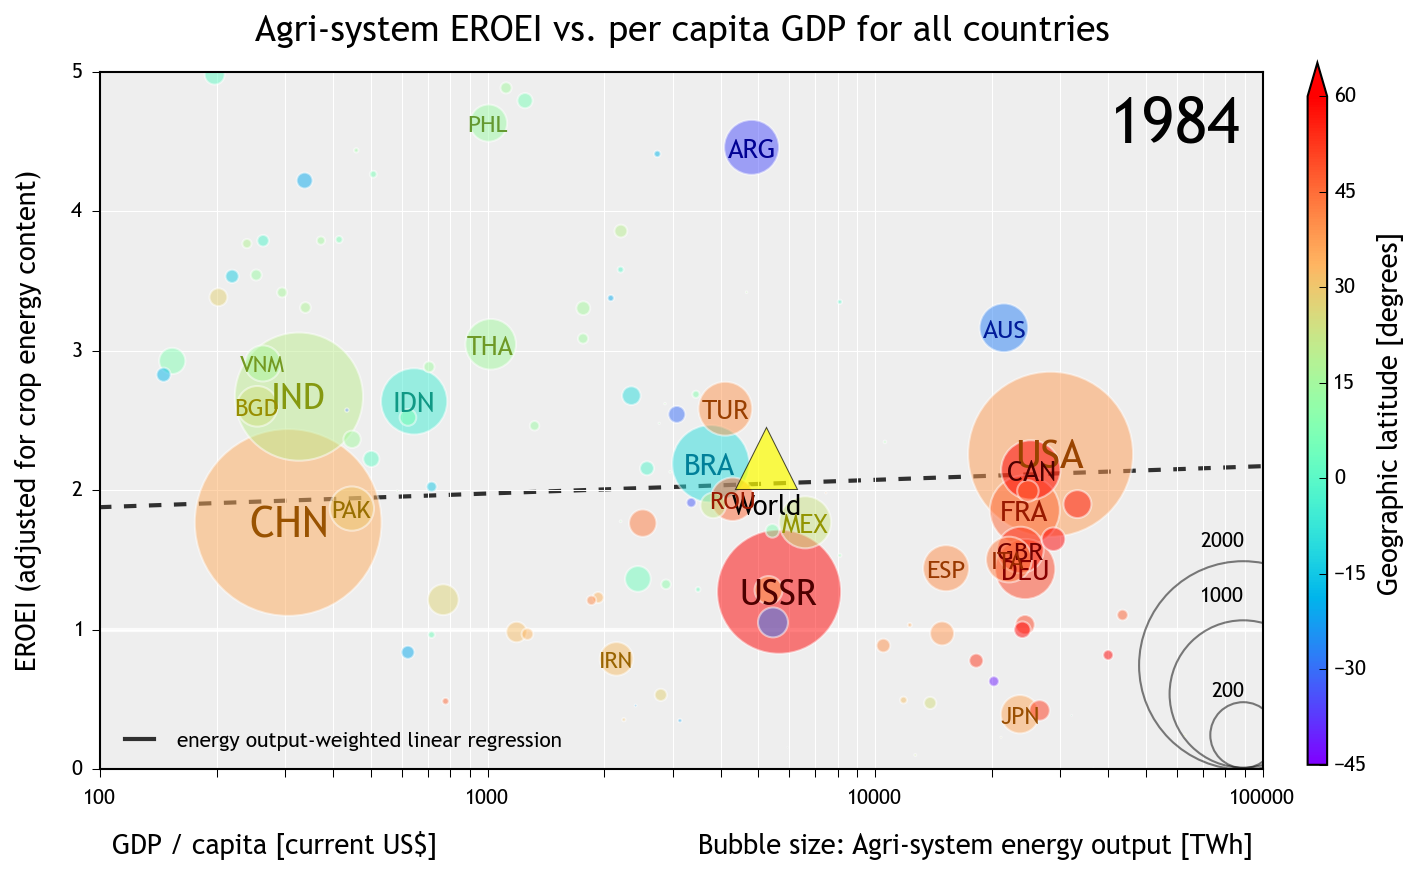 Agri-system EROEI vs. per capita GDP for all countries
1984
EROEI (adjusted for crop energy content)
5
4
3
2
1
0
PHL
ARG
AUS
THA
VNM
IND
BGD
IDN
TUR
USA
BRA
CAN
World
ROU
PAK
CHN
MEX
FRA
GBR
ITA
DEU
ESP
USSR
IRN
JPN
2000
1000
200
energy output-weighted linear regression
100
1000
10000
100000
GDP / capita [current US$]
Bubble size: Agri-system energy output [TWh]
60
45
30
15
0
−15
−30
−45
Geographic latitude [degrees]